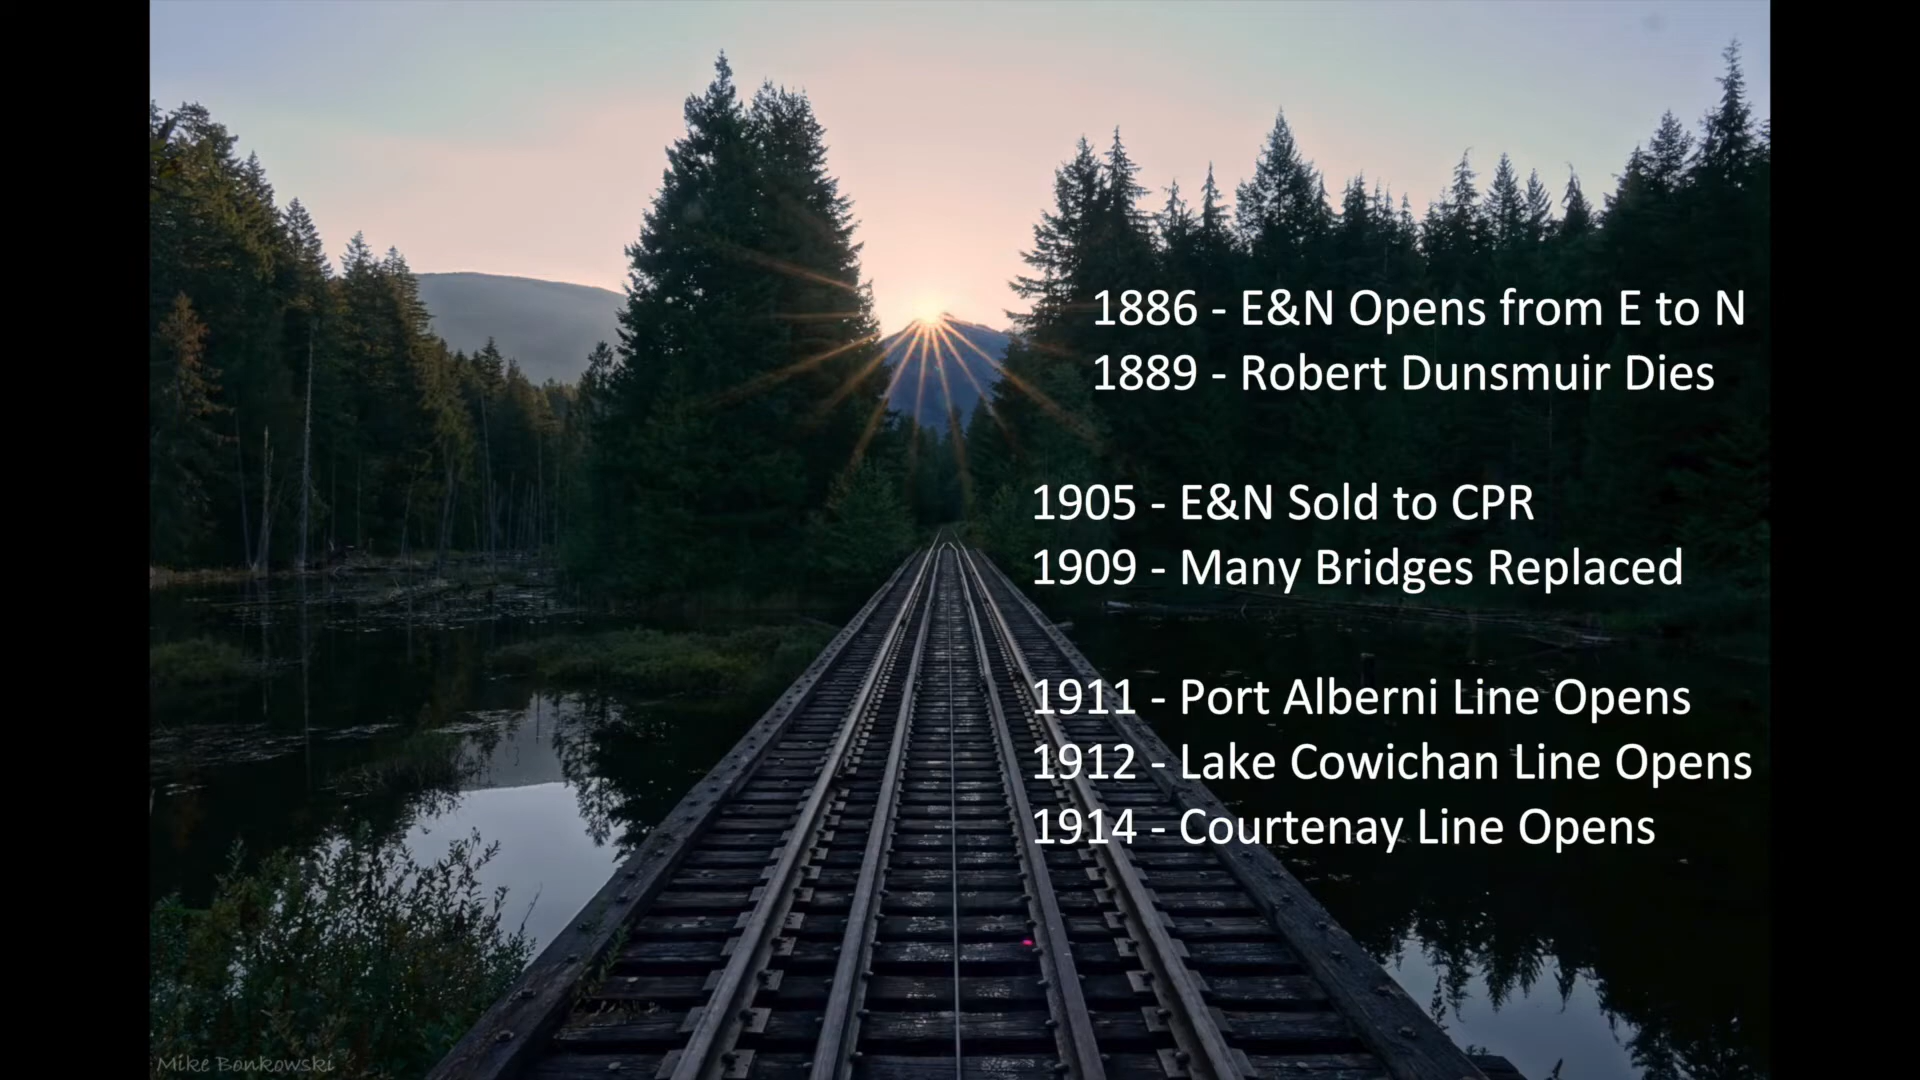 1886 - E&N Opens from E to N
1889 - Robert Dunsmuir Dies
1905 - E&N Sold to CPR
1909 - Many Bridges Replaced
1911 - Port Alberni Line Opens
1912 - Lake Cowichan Line Opens
1914 - Courtenay Line Opens
Mike Bonkowski